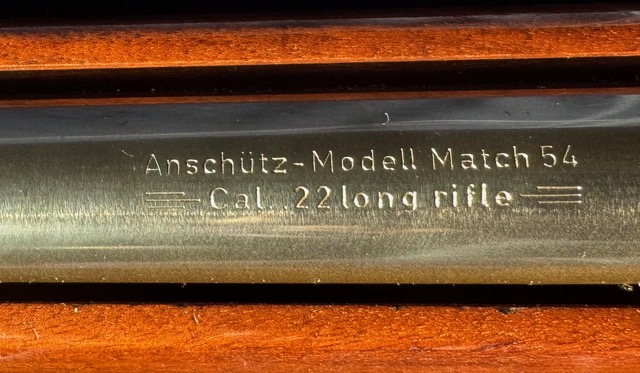 Anschütz-Modell Match 54
Cal. .22 long rifle